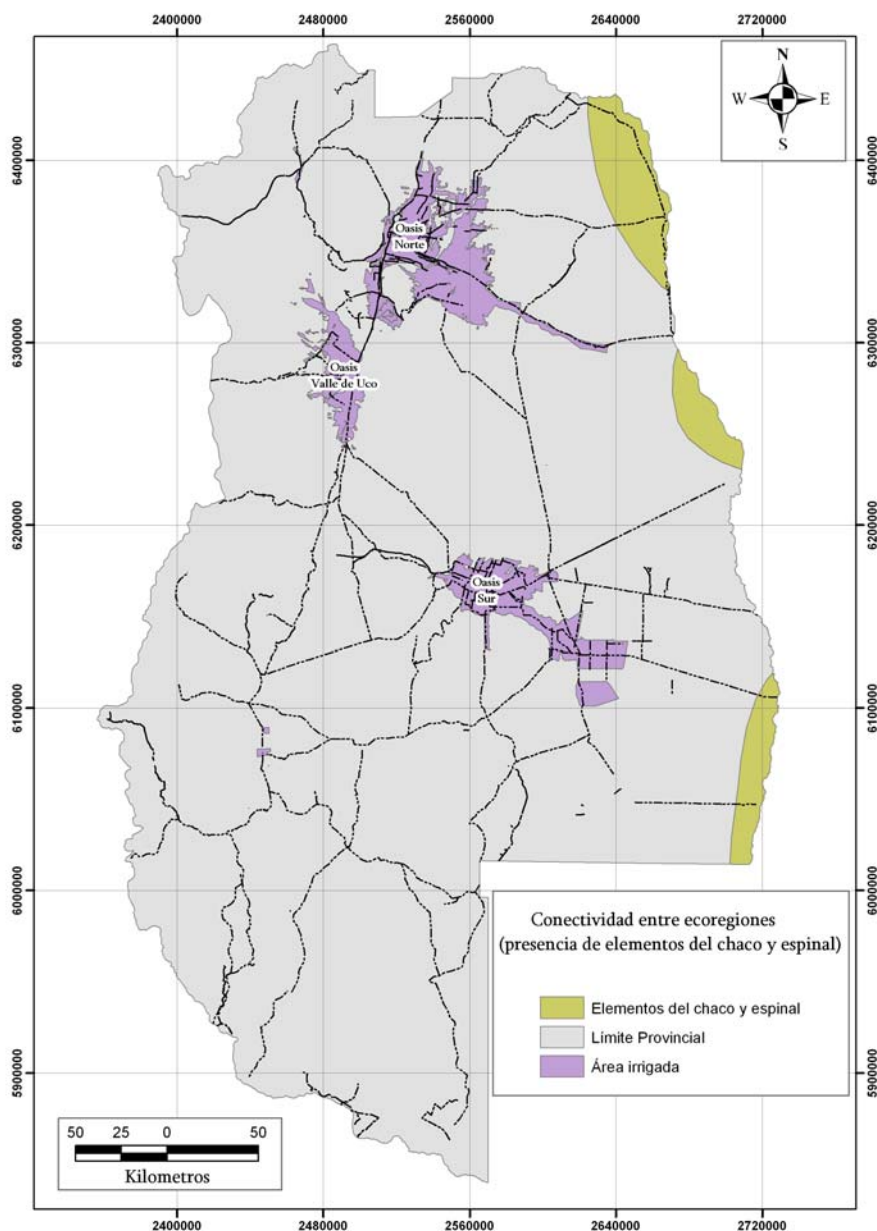 2400000 2480000 2560000 2640000 2720000
N
W E
S
6400000 6400000
Oasis
Norte
6300000 6300000
Oasis
Valle de Uco
6200000 6200000
Oasis
Sur
6100000 6100000
6000000 6000000
Conectividad entre ecoregiones
(presencia de elementos del chaco y espinal)
Elementos del chaco y espinal
Límite Provincial
Área irrigada
5900000 5900000
50 25 0 50
Kilometros
2400000 2480000 2560000 2640000 2720000